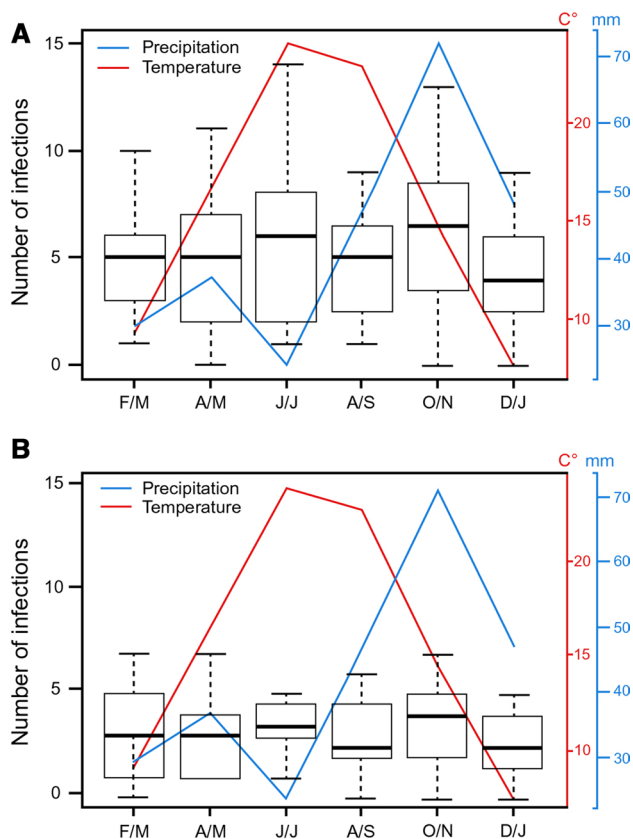 A
C° mm
Precipitation
Temperature
Number of infections
15
10
5
0
20
15
10
70
60
50
40
30
F/M A/M J/J A/S O/N D/J
B
C° mm
Precipitation
Temperature
Number of infections
15
10
5
0
20
15
10
70
60
50
40
30
F/M A/M J/J A/S O/N D/J